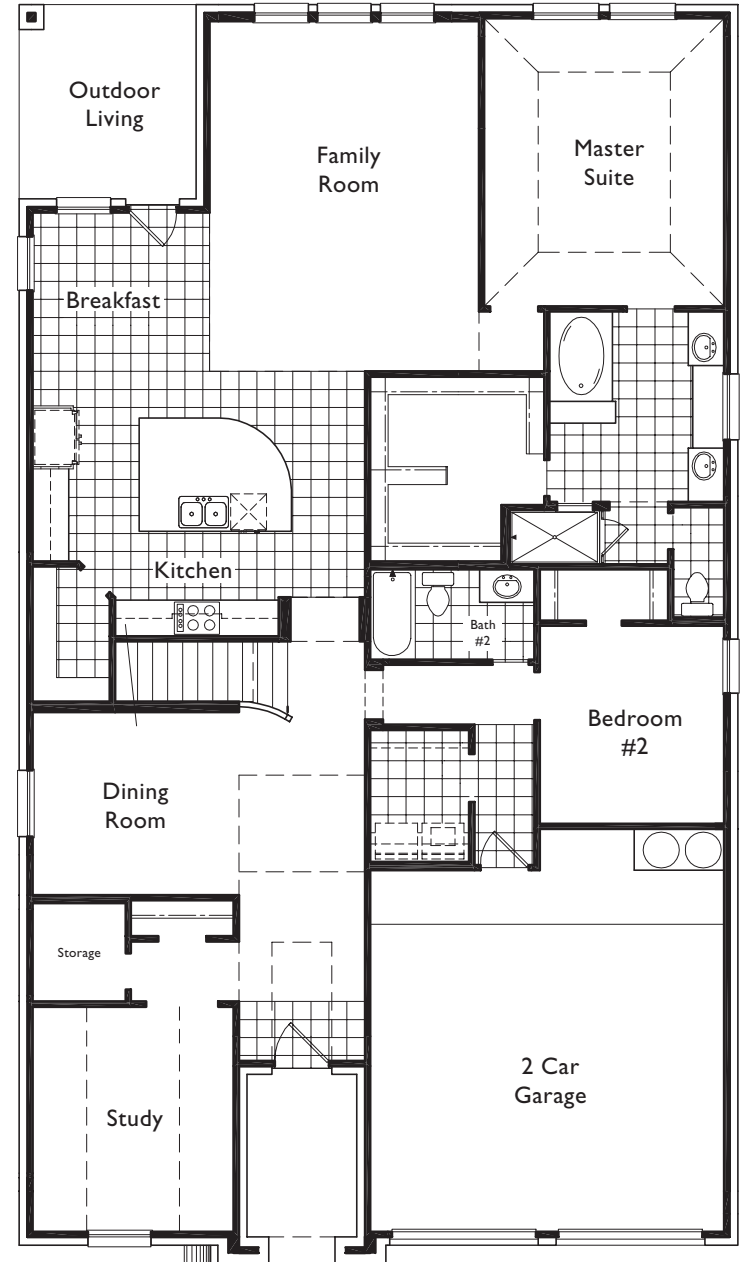 Outdoor
Living
Family
Room
Master
Suite
Breakfast
Kitchen
Bath
#2
Bedroom
#2
Dining
Room
Storage
2 Car
Garage
Study